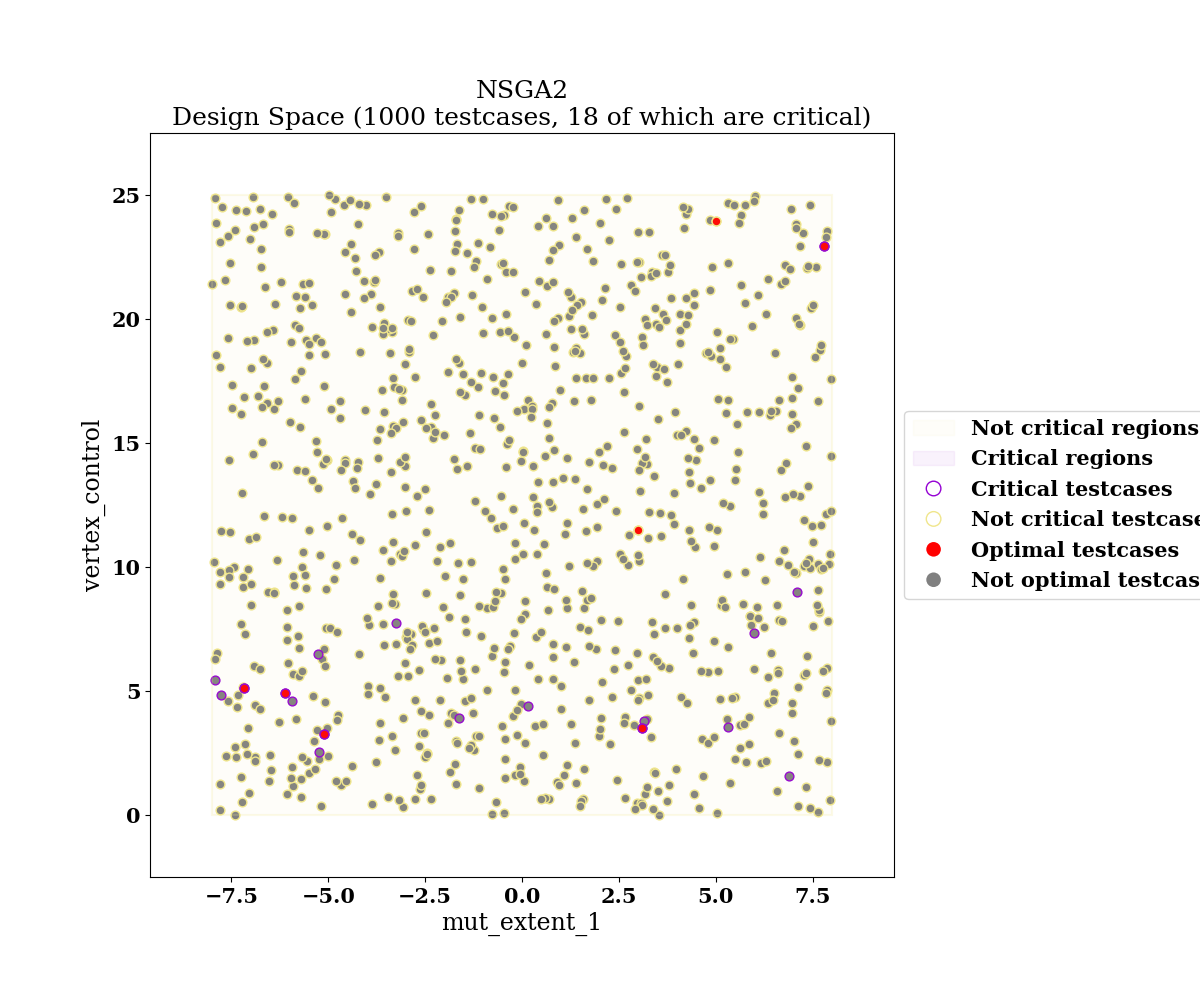 NSGA2
Design Space (1000 testcases, 18 of which are critical)
25
20
15
10
5
0
vertex_control
−7.5
−5.0
−2.5
0.0
2.5
5.0
7.5
mut_extent_1
Not critical regions
Critical regions
Critical testcases
Not critical testcase
Optimal testcases
Not optimal testcas